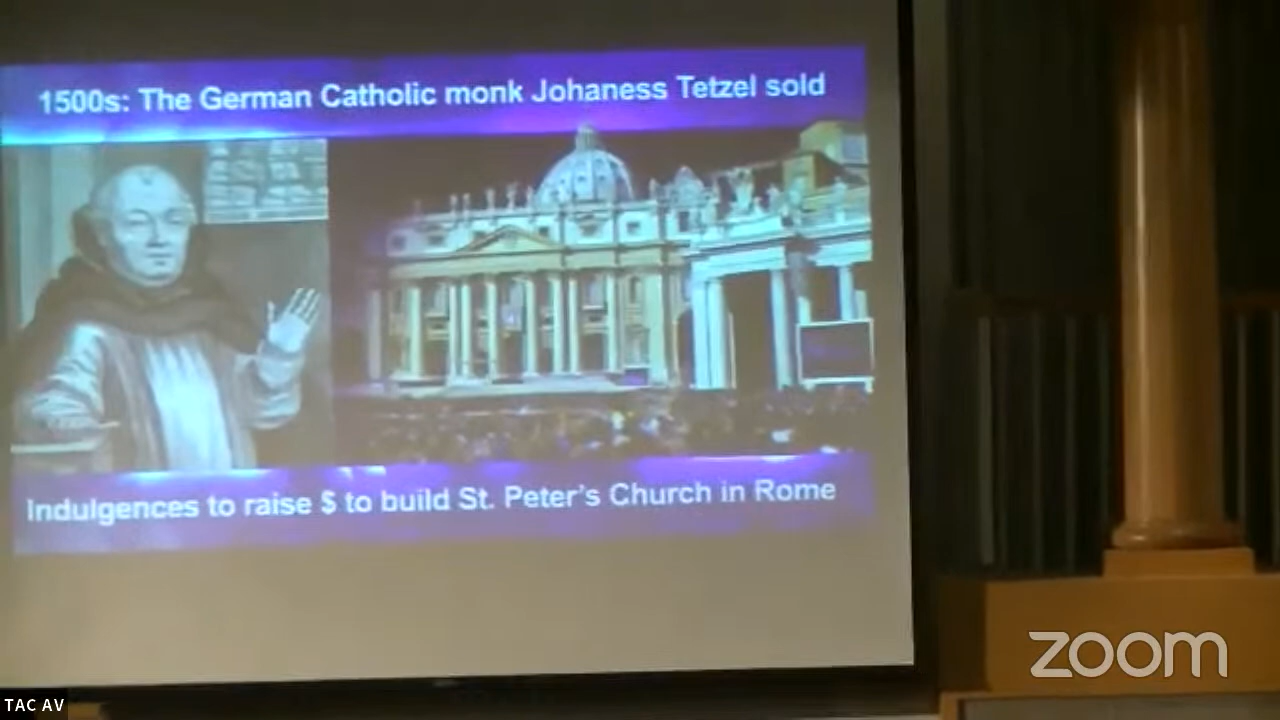 1500s: The German Catholic monk Johaness Tetzel sold
Indulgences to raise $ to build St. Peter's Church in Rome
zoom
TAC AV